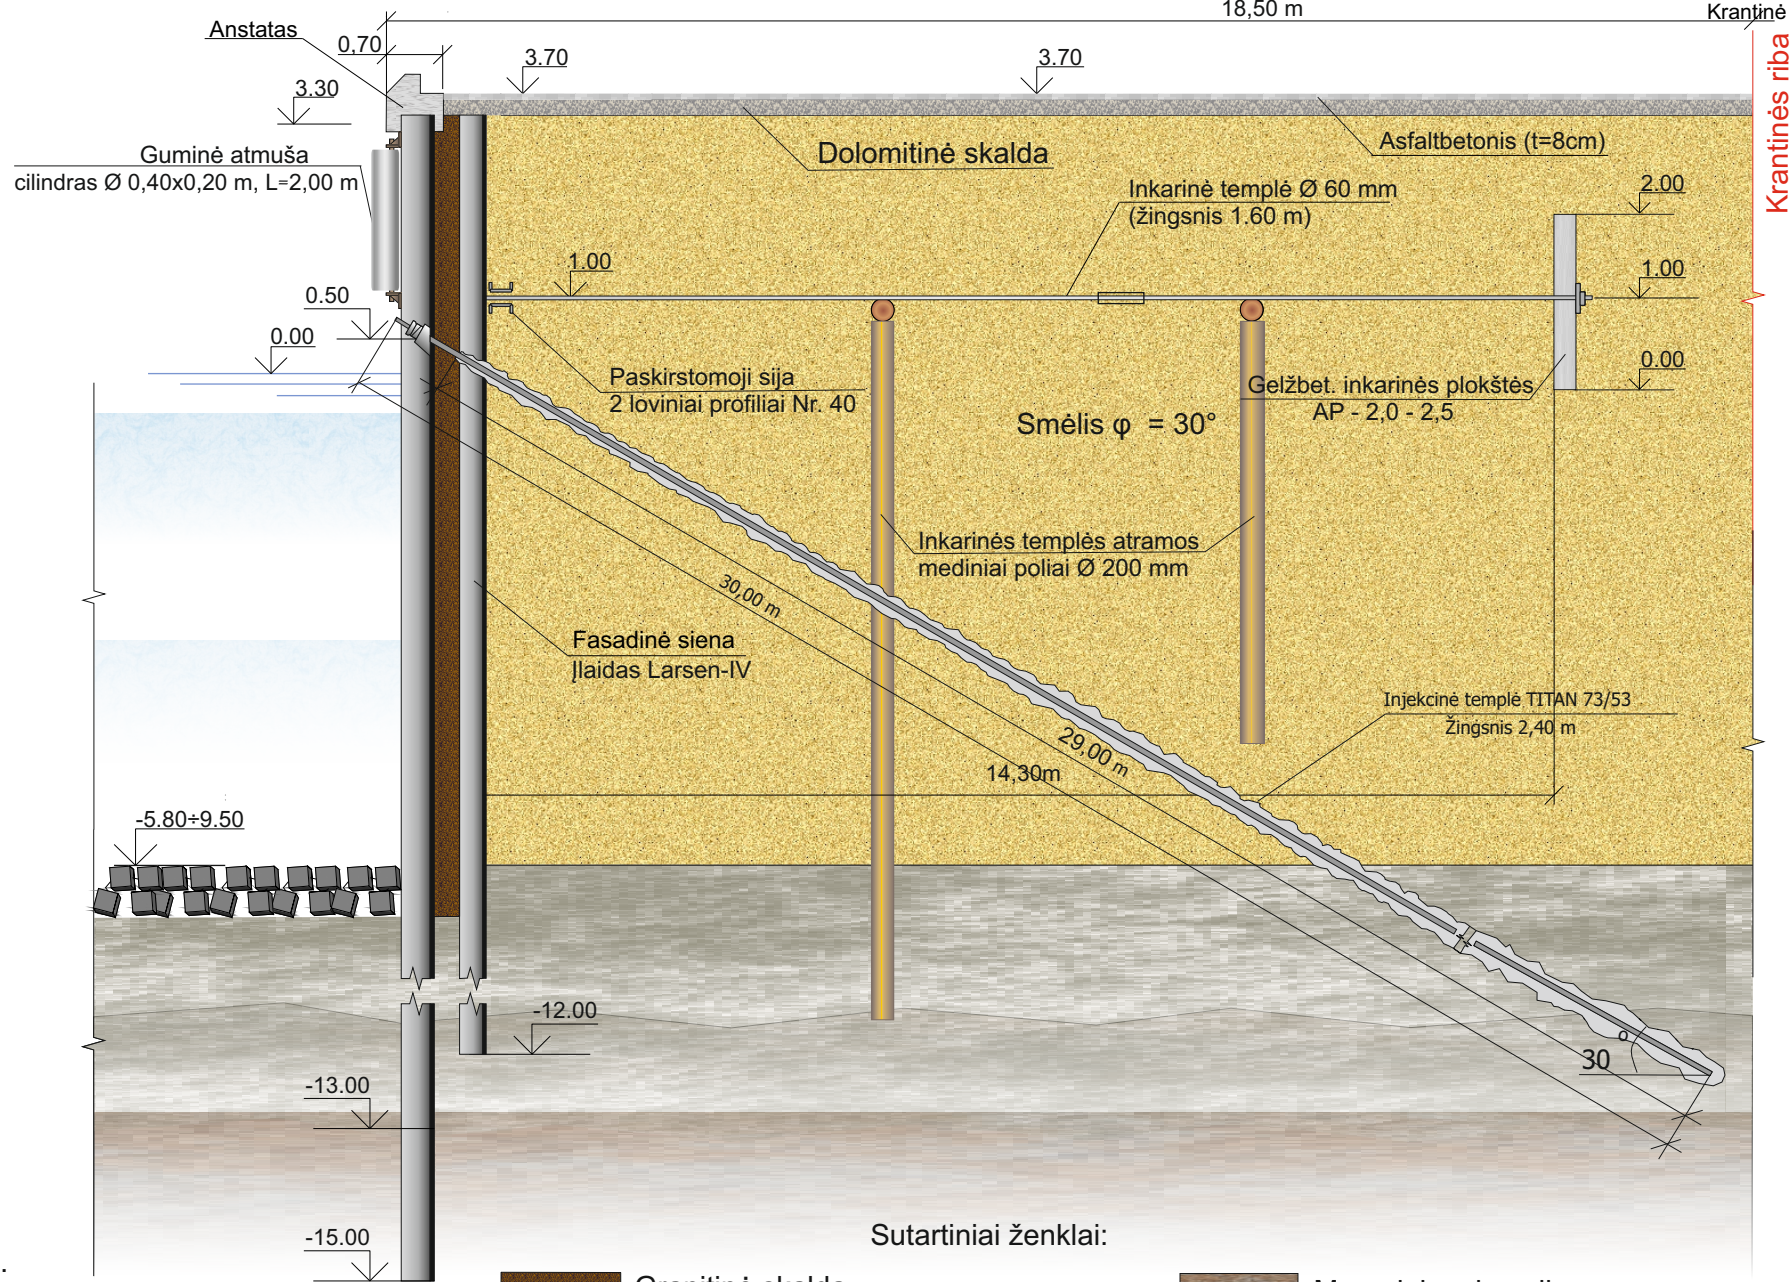 18,50 m
Krantinė
Anstatas
0,70
3.70
3.70
3.30
Krantinės riba
Guminė atmuša
cilindras Ø 0,40x0,20 m, L=2,00 m
Dolomitinė skalda
Asfaltbetonis (t=8cm)
Inkarinė templė Ø 60 mm
(žingsnis 1.60 m)
2.00
1.00
1.00
0.50
0.00
0.00
Paskirstomoji sija
2 loviniai profiliai Nr. 40
Gelžbet. inkarinės plokštės
AP - 2,0 - 2,5
Smėlis φ = 30°
Inkarinės templės atramos
mediniai poliai Ø 200 mm
30,00 m
Fasadinė siena
Įlaidas Larsen-IV
Injekcinė templė TITAN 73/53
Žingsnis 2,40 m
29,00 m
14,30m
-5.80÷9.50
-12.00
30°
-13.00
-15.00
Sutartiniai ženklai: